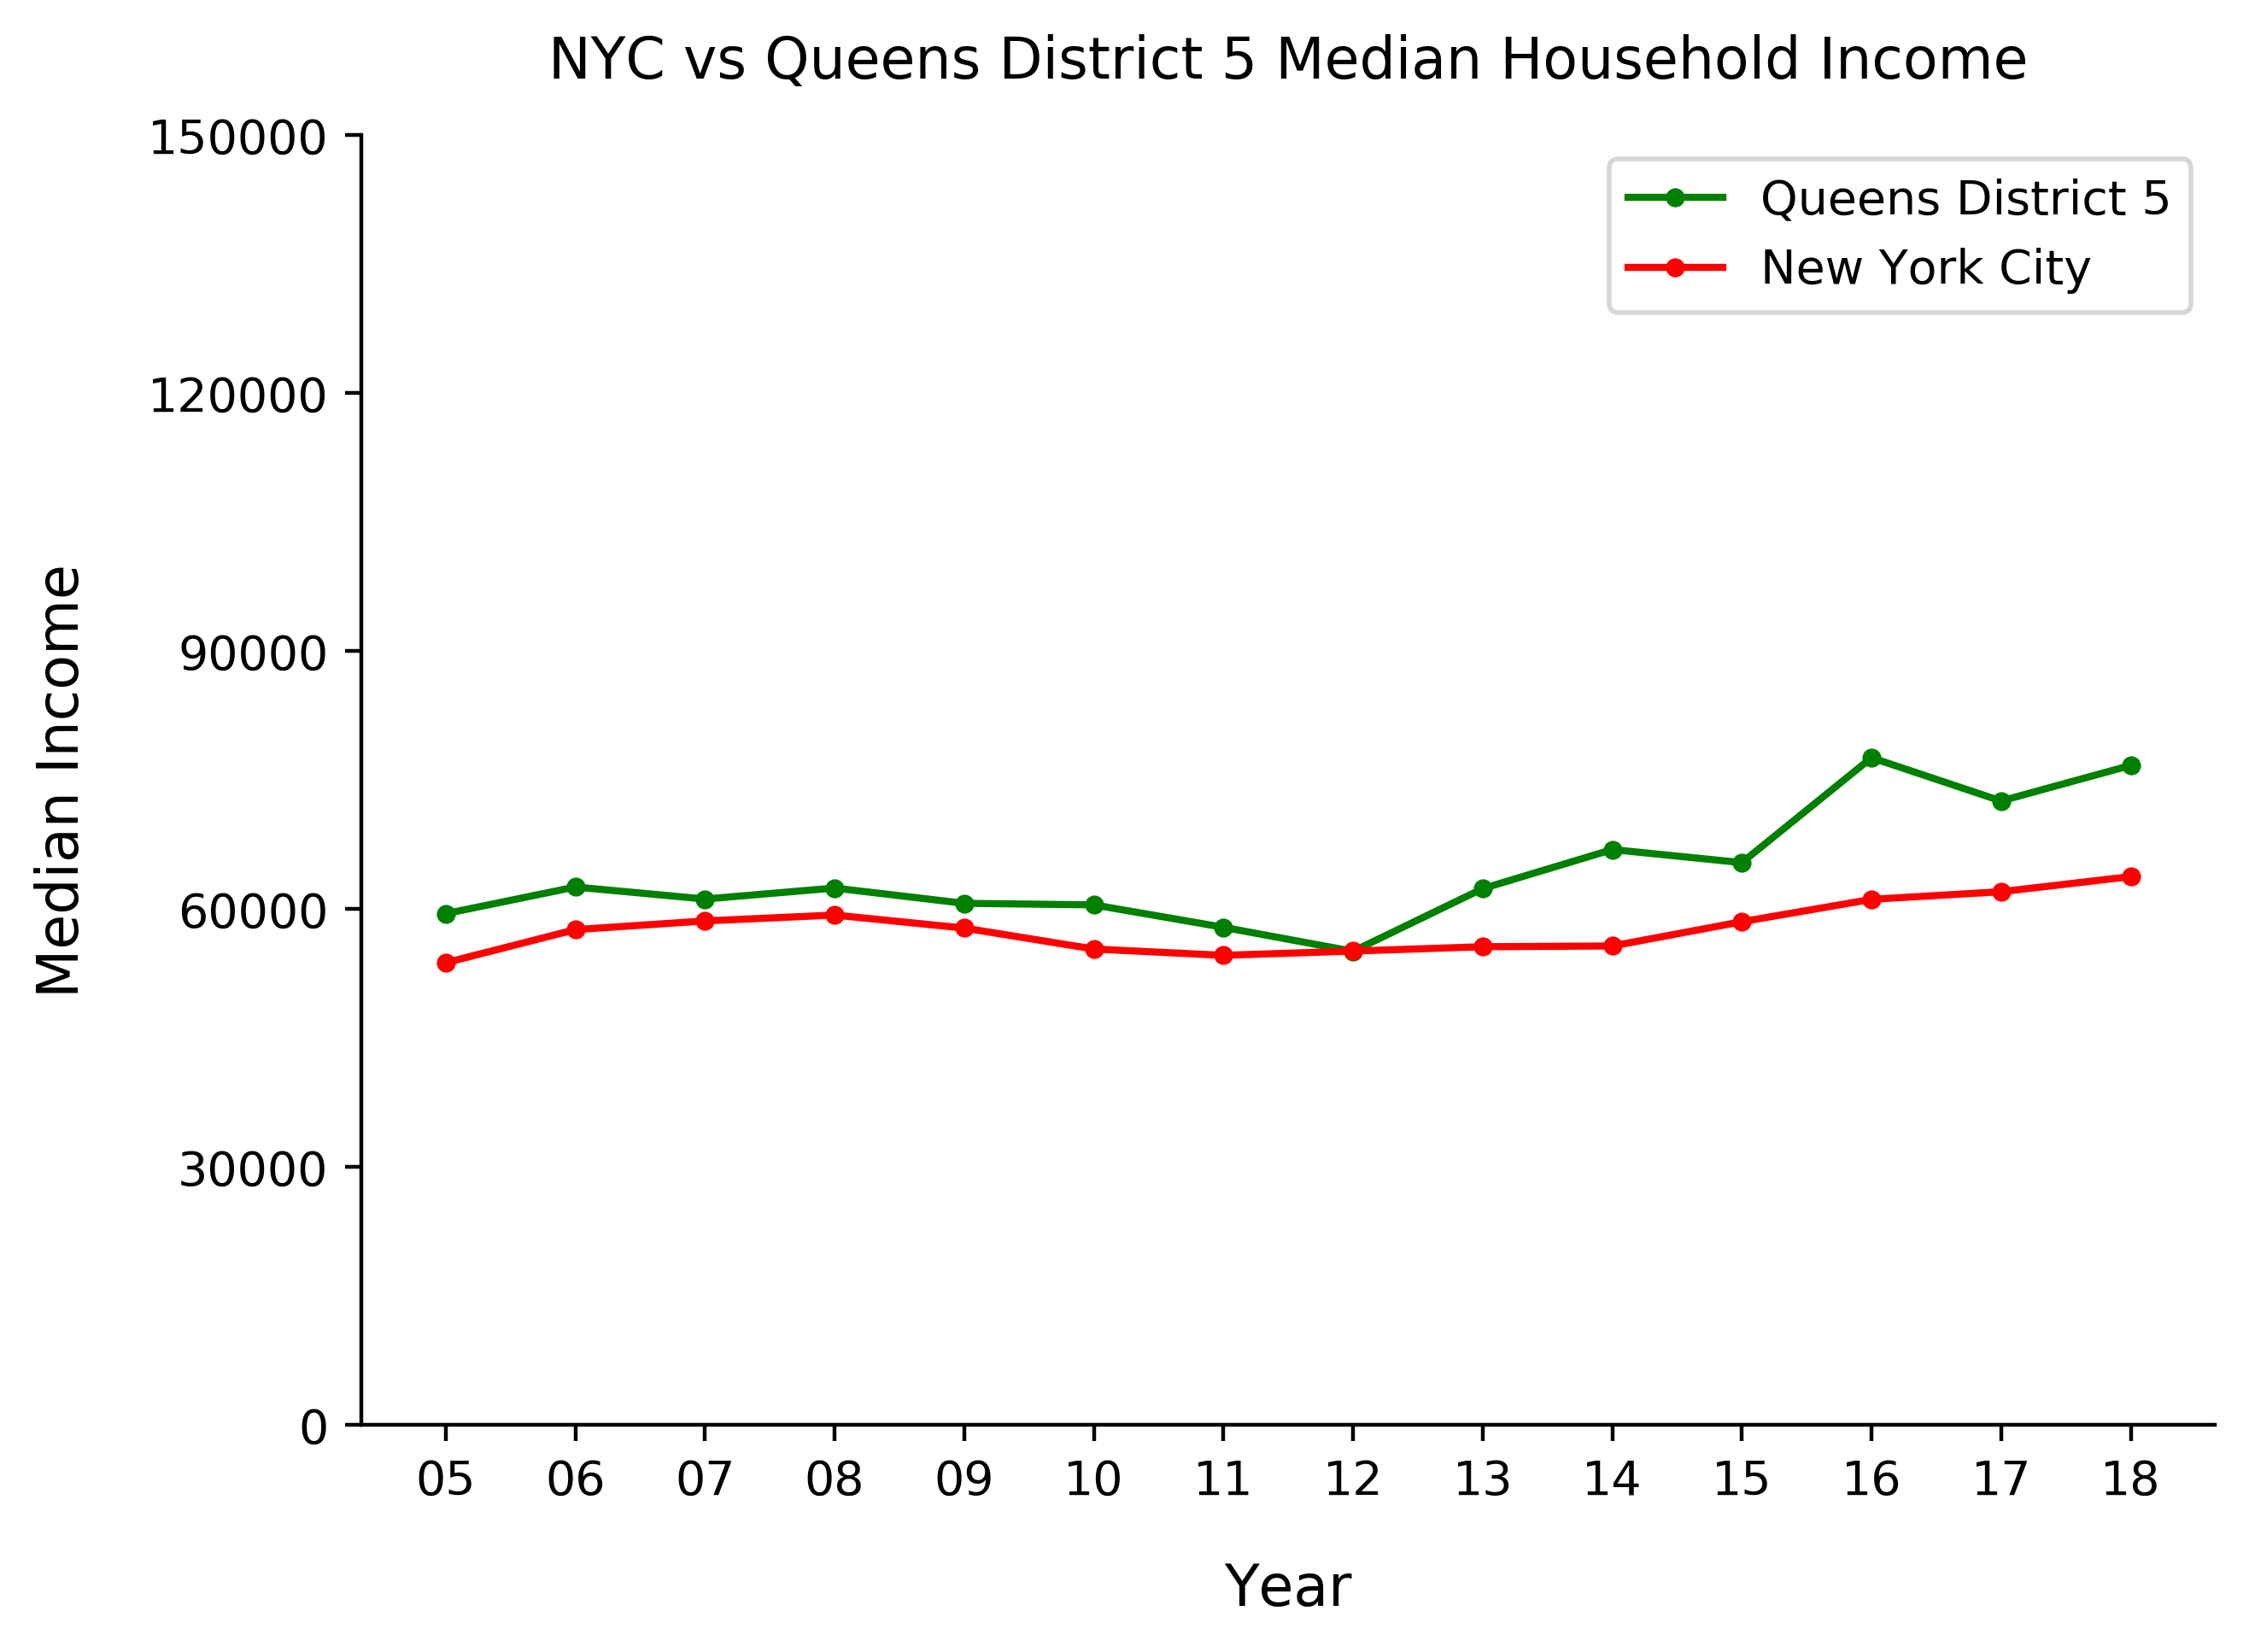 NYC vs Queens District 5 Median Household Income
150000
120000
90000
60000
30000
0
Median Income
Queens District 5
New York City
05 06 07 08 09 10 11 12 13 14 15 16 17 18
Year